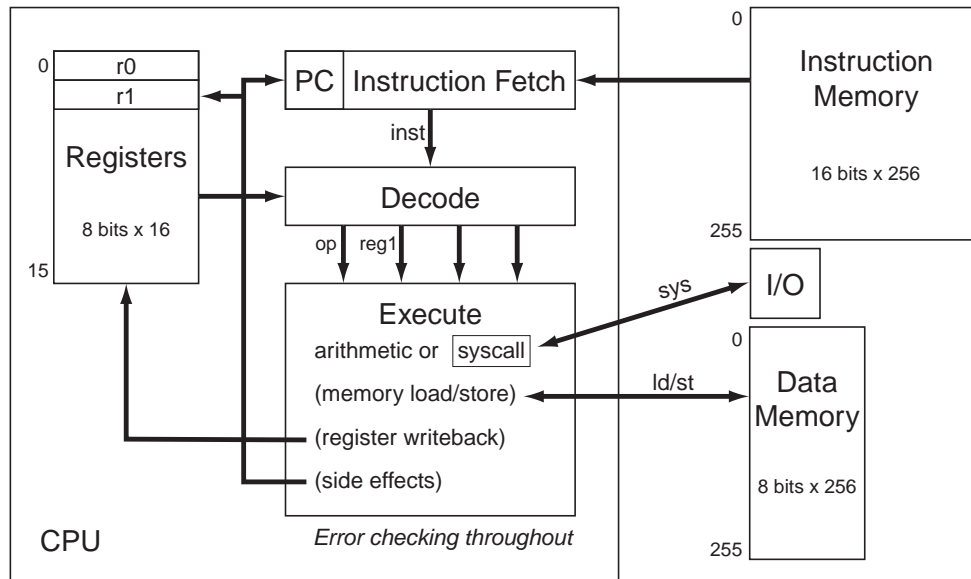 0
r0
r1
Registers
8 bits x 16
15
PC
Instruction Fetch
inst
Decode
op
reg1
Execute
arithmetic or syscall
(memory load/store)
(register writeback)
(side effects)
Error checking throughout
CPU
0
Instruction
Memory
16 bits x 256
255
sys
I/O
ld/st
0
Data
Memory
8 bits x 256
255